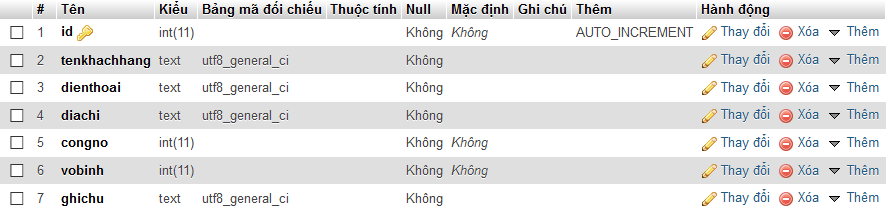 # Tên Kiểu Bảng mã đối chiếu Thuộc tính Null Mặc định Ghi chú Thêm Hành động
1 id int(11) Không Không AUTO_INCREMENT Thay đổi Xóa Thêm
2 tenkhachhang text utf8_general_ci Không Thay đổi Xóa Thêm
3 dienthoai text utf8_general_ci Không Thay đổi Xóa Thêm
4 diachi text utf8_general_ci Không Thay đổi Xóa Thêm
5 congno int(11) Không Không Thay đổi Xóa Thêm
6 vobinh int(11) Không Không Thay đổi Xóa Thêm
7 ghichu text utf8_general_ci Không Thay đổi Xóa Thêm